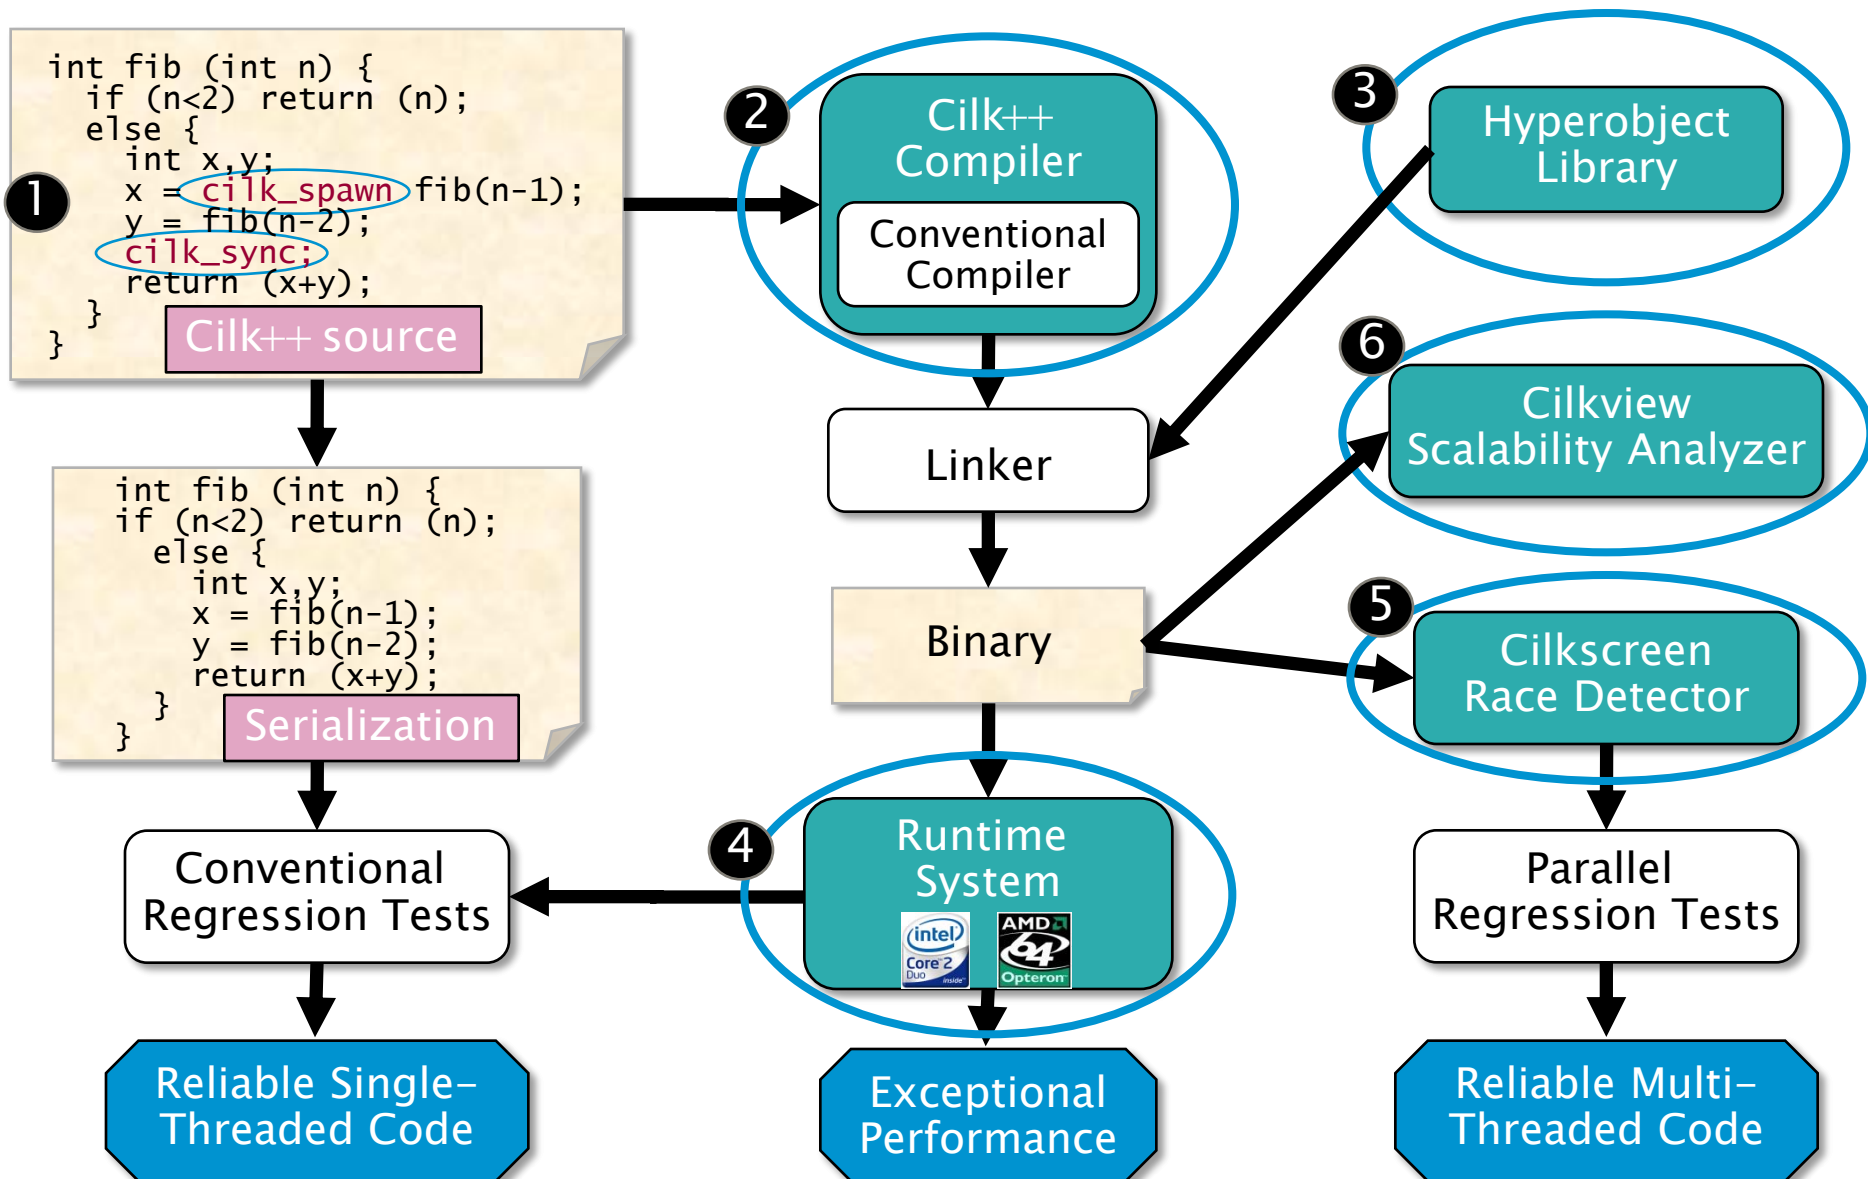 1
int fib (int n) {
if (n<2) return (n);
else {
int x,y;
x = cilk_spawn fib(n-1);
y = fib(n-2);
cilk_sync;
return (x+y);
}
}
Cilk++ source
2
Cilk++
Compiler
Conventional
Compiler
3
Hyperobject
Library
6
Cilkview
Scalability Analyzer
Linker
int fib (int n) {
if (n<2) return (n);
else {
int x,y;
x = fib(n-1);
y = fib(n-2);
return (x+y);
}
}
Serialization
Binary
5
Cilkscreen
Race Detector
4
Runtime
System
intel
Core 2
Duo
inside
AMD
64
Opteron
Conventional
Regression Tests
Parallel
Regression Tests
Reliable Single-
Threaded Code
Exceptional
Performance
Reliable Multi-
Threaded Code